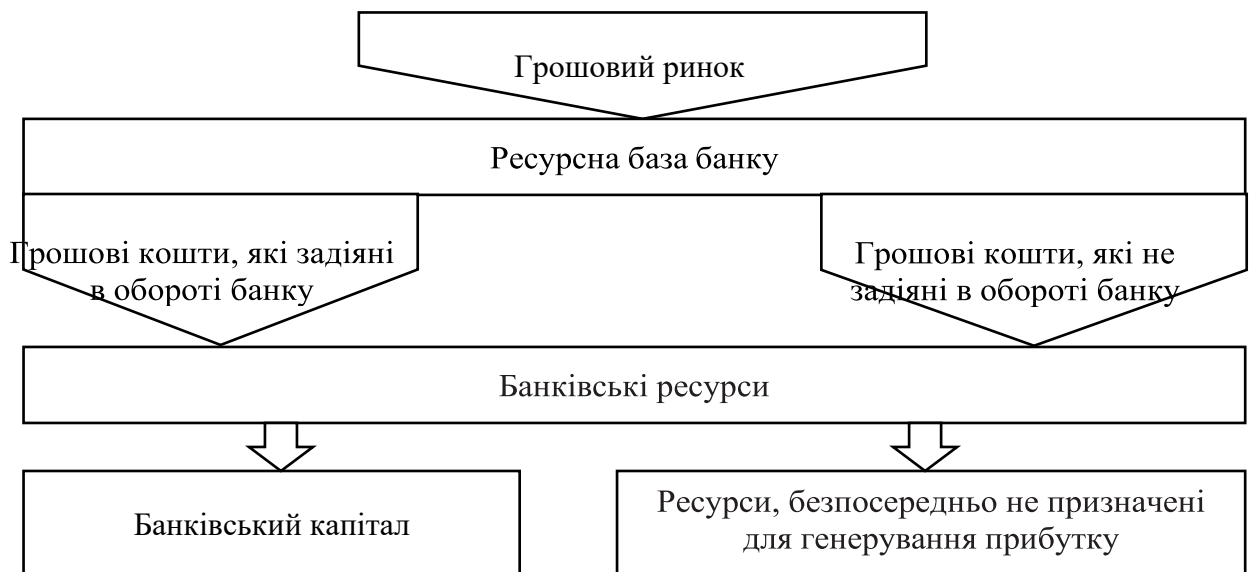 Грошовий ринок
Ресурсна база банку
Грошові кошти, які задіяні
в обороті банку
Грошові кошти, які не
задіяні в обороті банку
Банківські ресурси
Банківський капітал
Ресурси, безпосередньо не призначені
для генерування прибутку